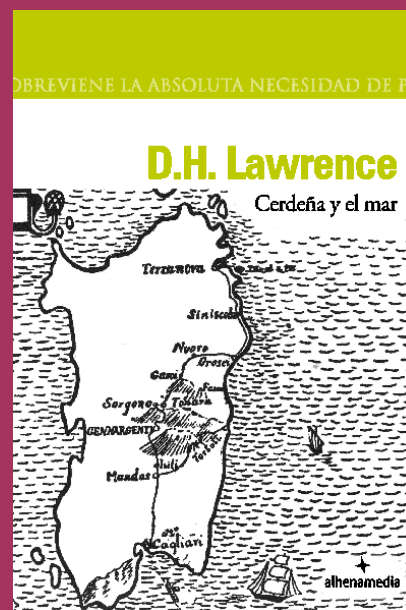 OBREVIENE LA ABSOLUTA NECESIDAD DE
D.H. Lawrence
Cerdeña y el mar
Terranova
Siniscola
Nuoro
Orosei
Gavoi
Sorgono
Tonara
GENNARGENTU
Mandas
Cagliari
alhenamedia